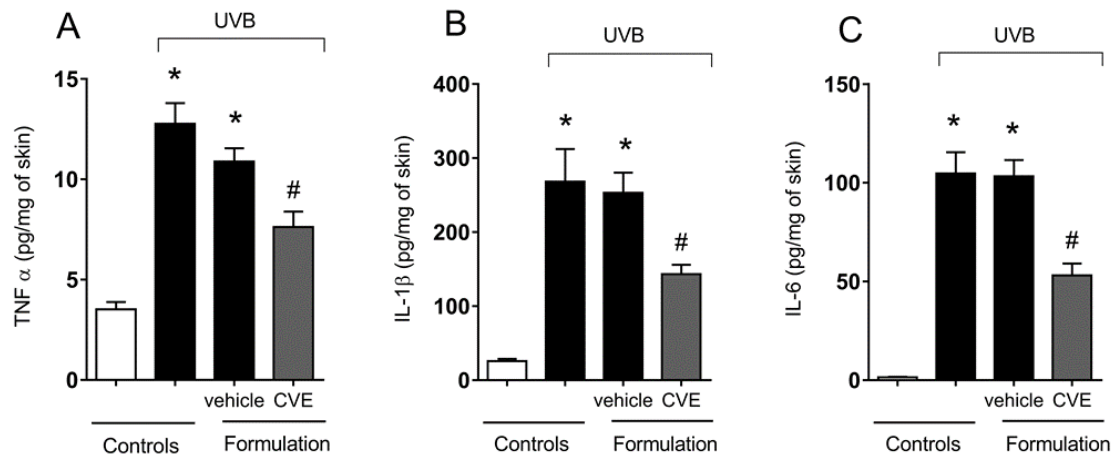 A
UVB
TNF α (pg/mg of skin)
15
10
5
0
*
*
#
vehicle CVE
Controls Formulation
B
UVB
IL-1β (pg/mg of skin)
400
300
200
100
0
*
*
#
vehicle CVE
Controls Formulation
C
UVB
IL-6 (pg/mg of skin)
150
100
50
0
*
*
#
vehicle CVE
Controls Formulation